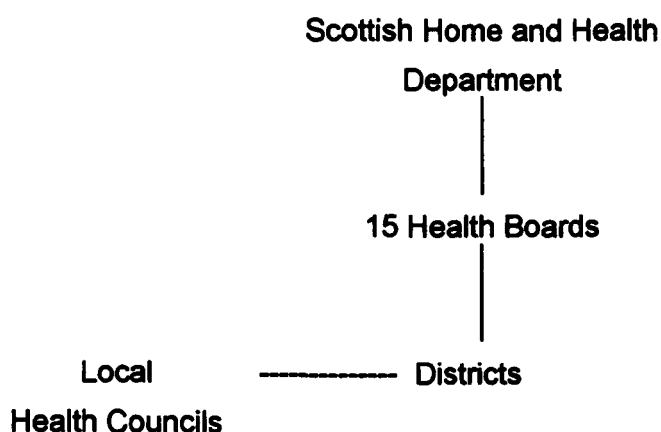 Scottish Home and Health
Department
15 Health Boards
Local
Districts
Health Councils